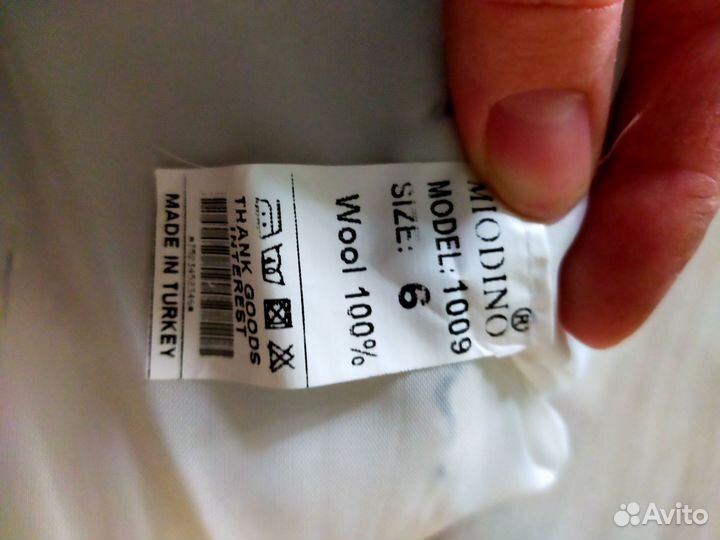 MIODINO ®
MODEL: 1009
SIZE: 6
Wool 100%
THANK GOODS
INTEREST
MADE IN TURKEY
Avito